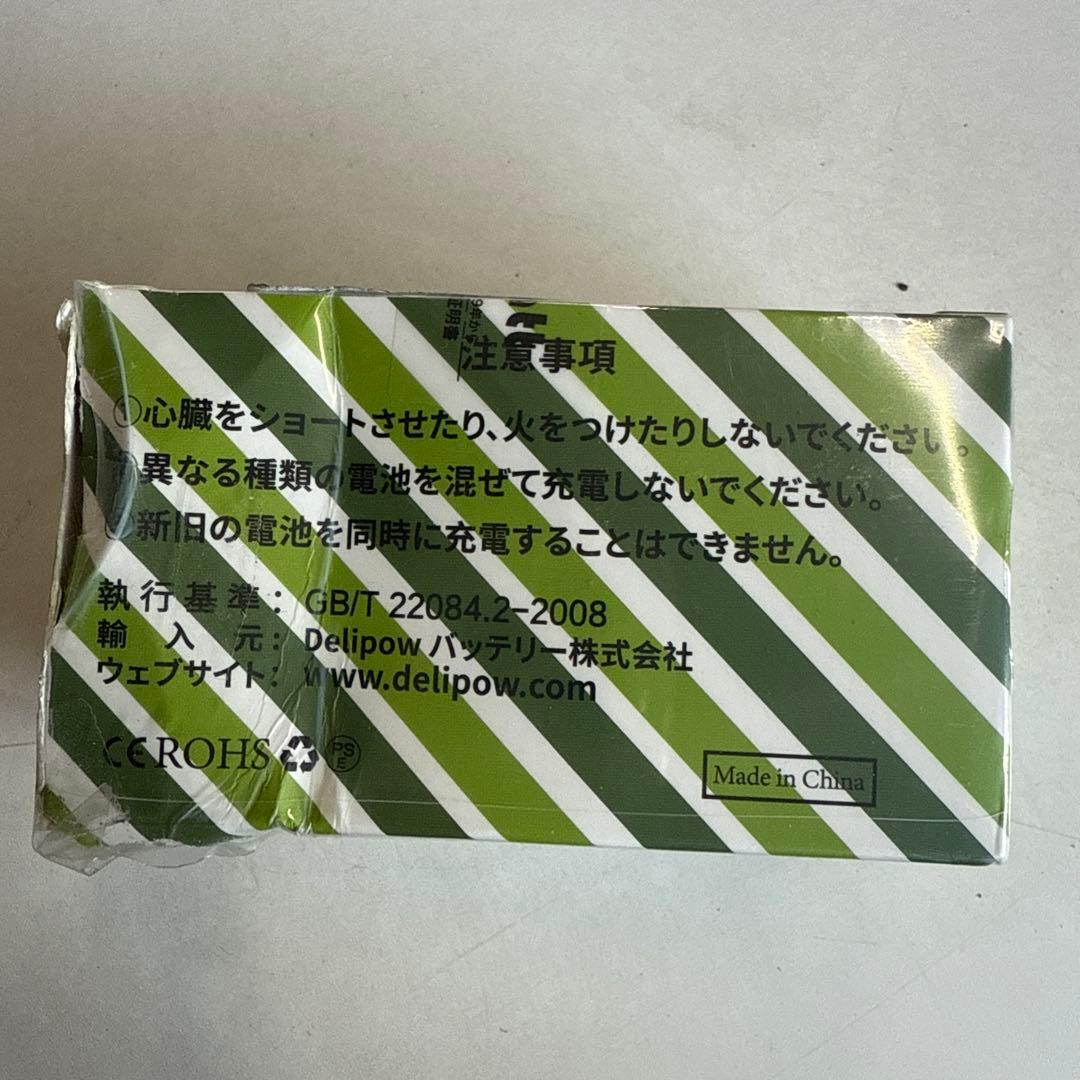 注意事項
①心臓をショートさせたり、火をつけたりしないでください。
異なる種類の電池を混ぜて充電しないでください。
新旧の電池を同時に充電することはできません。
執行基準： GB/T 22084.2-2008
輸入元： Delipow バッテリー株式会社
ウェブサイト： www.delipow.com
CE ROHS PSE
Made in China